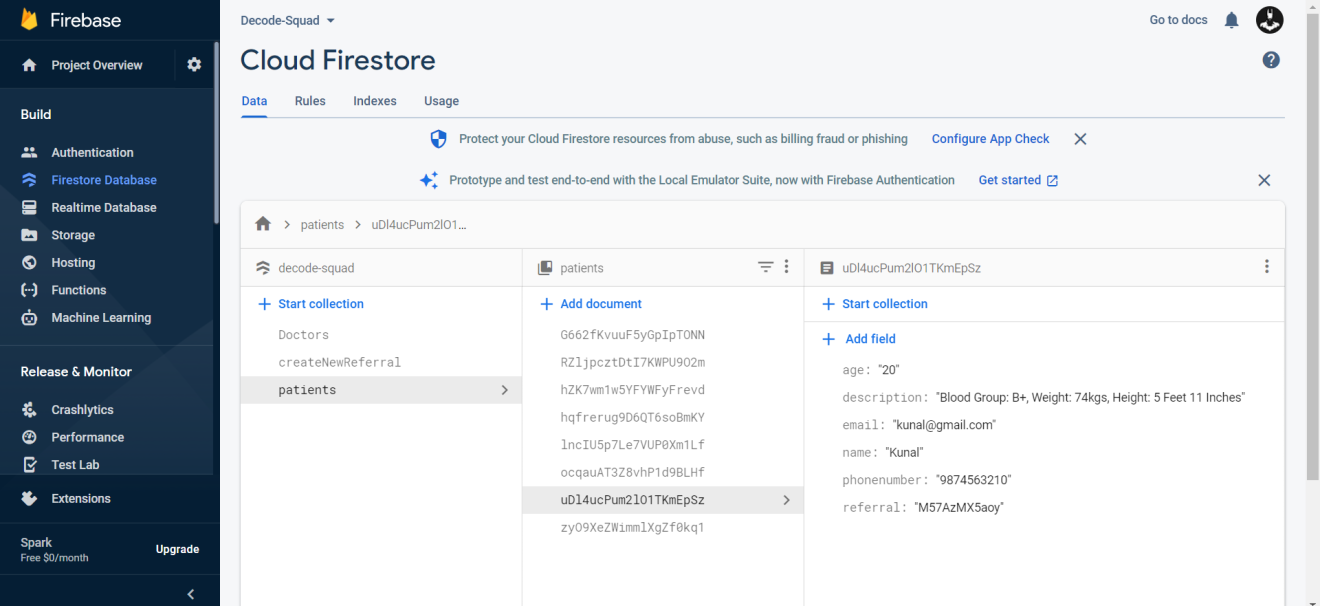 Firebase
Project Overview
Build
Authentication
Firestore Database
Realtime Database
Storage
Hosting
Functions
Machine Learning
Release & Monitor
Crashlytics
Performance
Test Lab
Extensions
Spark
Free $0/month
Upgrade
Decode-Squad
Go to docs
Cloud Firestore
Data Rules Indexes Usage
Protect your Cloud Firestore resources from abuse, such as billing fraud or phishing Configure App Check
Prototype and test end-to-end with the Local Emulator Suite, now with Firebase Authentication Get started
patients > uDl4ucPum2lO1...
decode-squad
Start collection
Doctors
createNewReferral
patients
patients
Add document
G662fKvuuF5yGpIpTONN
RZljpcztDtI7KWPU9O2m
hZK7wm1w5YFYWFyFrevd
hqfrerug9D6QT6soBmKY
lncIU5p7Le7VUP0Xm1Lf
ocqauAT3Z8vhP1d9BLHf
uDl4ucPum2lO1TKmEpSz
zyO9XeZWimmlXgZf0kq1
uDl4ucPum2lO1TKmEpSz
Start collection
Add field
age: "20"
description: "Blood Group: B+, Weight: 74kgs, Height: 5 Feet 11 Inches"
email: "kunal@gmail.com"
name: "Kunal"
phonenumber: "9874563210"
referral: "M57AzMX5aoy"